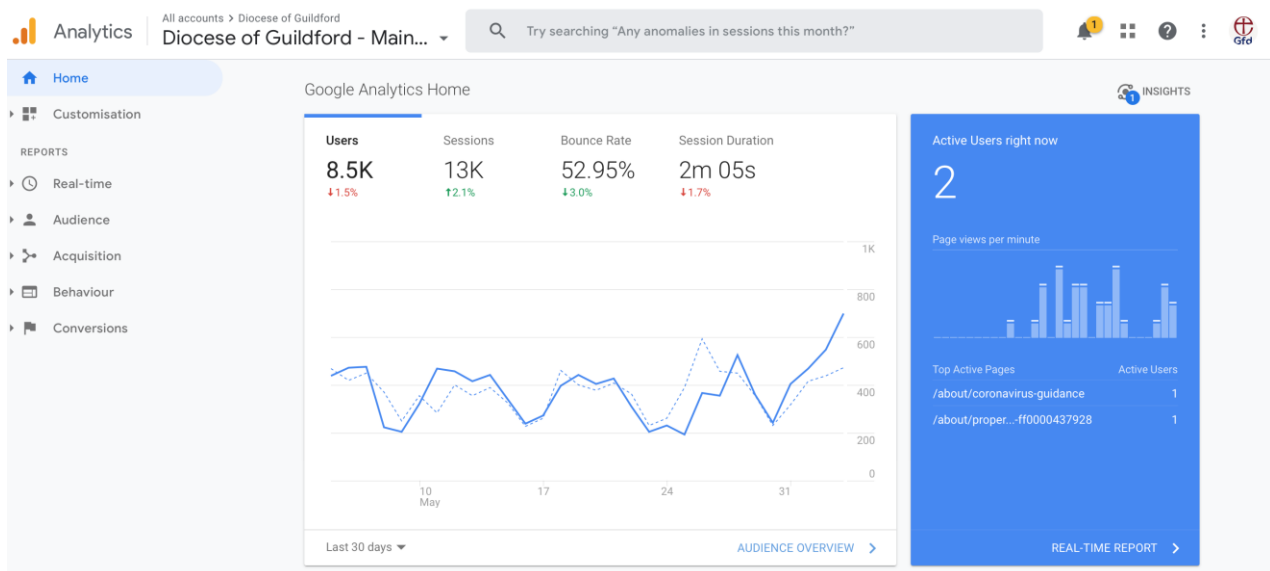 Analytics
All accounts > Diocese of Guildford
Diocese of Guildford - Main...
Try searching "Any anomalies in sessions this month?"
1
Gfd
Home
Customisation
REPORTS
Real-time
Audience
Acquisition
Behaviour
Conversions
Google Analytics Home
1 INSIGHTS
Users Sessions Bounce Rate Session Duration
8.5K 13K 52.95% 2m 05s
↓1.5% ↑2.1% ↓3.0% ↓1.7%
1K
800
600
400
200
0
10 17 24 31
May
Last 30 days
AUDIENCE OVERVIEW
Active Users right now
2
Page views per minute
Top Active Pages Active Users
/about/coronavirus-guidance 1
/about/proper...-ff0000437928 1
REAL-TIME REPORT